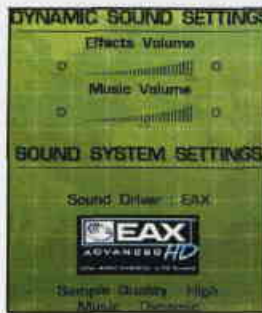 DYNAMIC SOUND SETTINGS
Effects Volume
Music Volume
SOUND SYSTEM SETTINGS
Sound Driver : EAX
EAX
ADVANCED HD
Sample Quality : High
Music : Dynamic